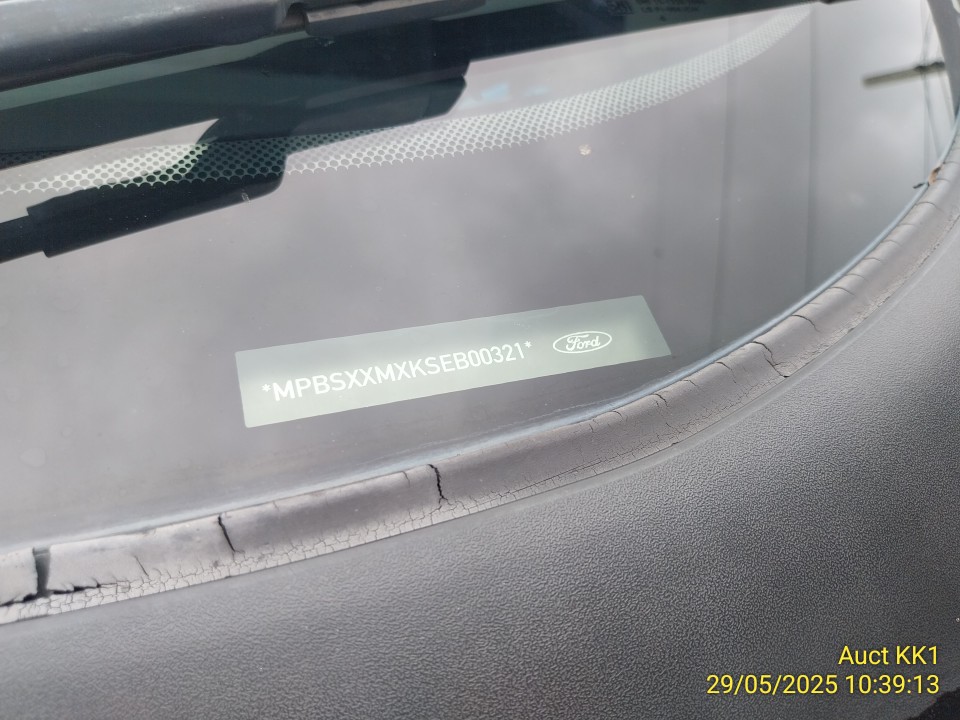 *MPBSXXMXKSEB00321*
Ford
Auct KK1
29/05/2025 10:39:13